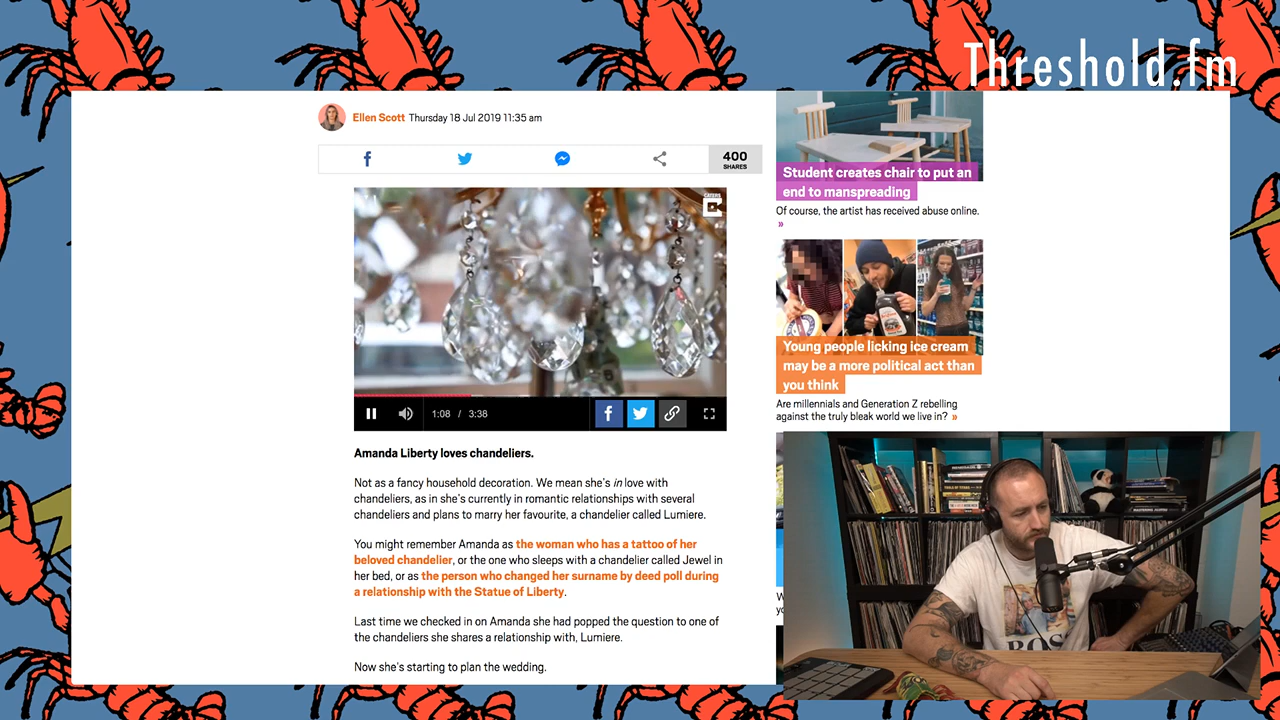 Threshold.fm
Ellen Scott Thursday 18 Jul 2019 11:35 am
400
SHARES
CATERS
1:08 / 3:38
Amanda Liberty loves chandeliers.
Not as a fancy household decoration. We mean she's in love with
chandeliers, as in she's currently in romantic relationships with several
chandeliers and plans to marry her favourite, a chandelier called Lumiere.
You might remember Amanda as the woman who has a tattoo of her
beloved chandelier, or the one who sleeps with a chandelier called Jewel in
her bed, or as the person who changed her surname by deed poll during
a relationship with the Statue of Liberty.
Last time we checked in on Amanda she had popped the question to one of
the chandeliers she shares a relationship with, Lumiere.
Now she's starting to plan the wedding.
Student creates chair to put an
end to manspreading
Of course, the artist has received abuse online.
»
Young people licking ice cream
may be a more political act than
you think
Are millennials and Generation Z rebelling
against the truly bleak world we live in? »